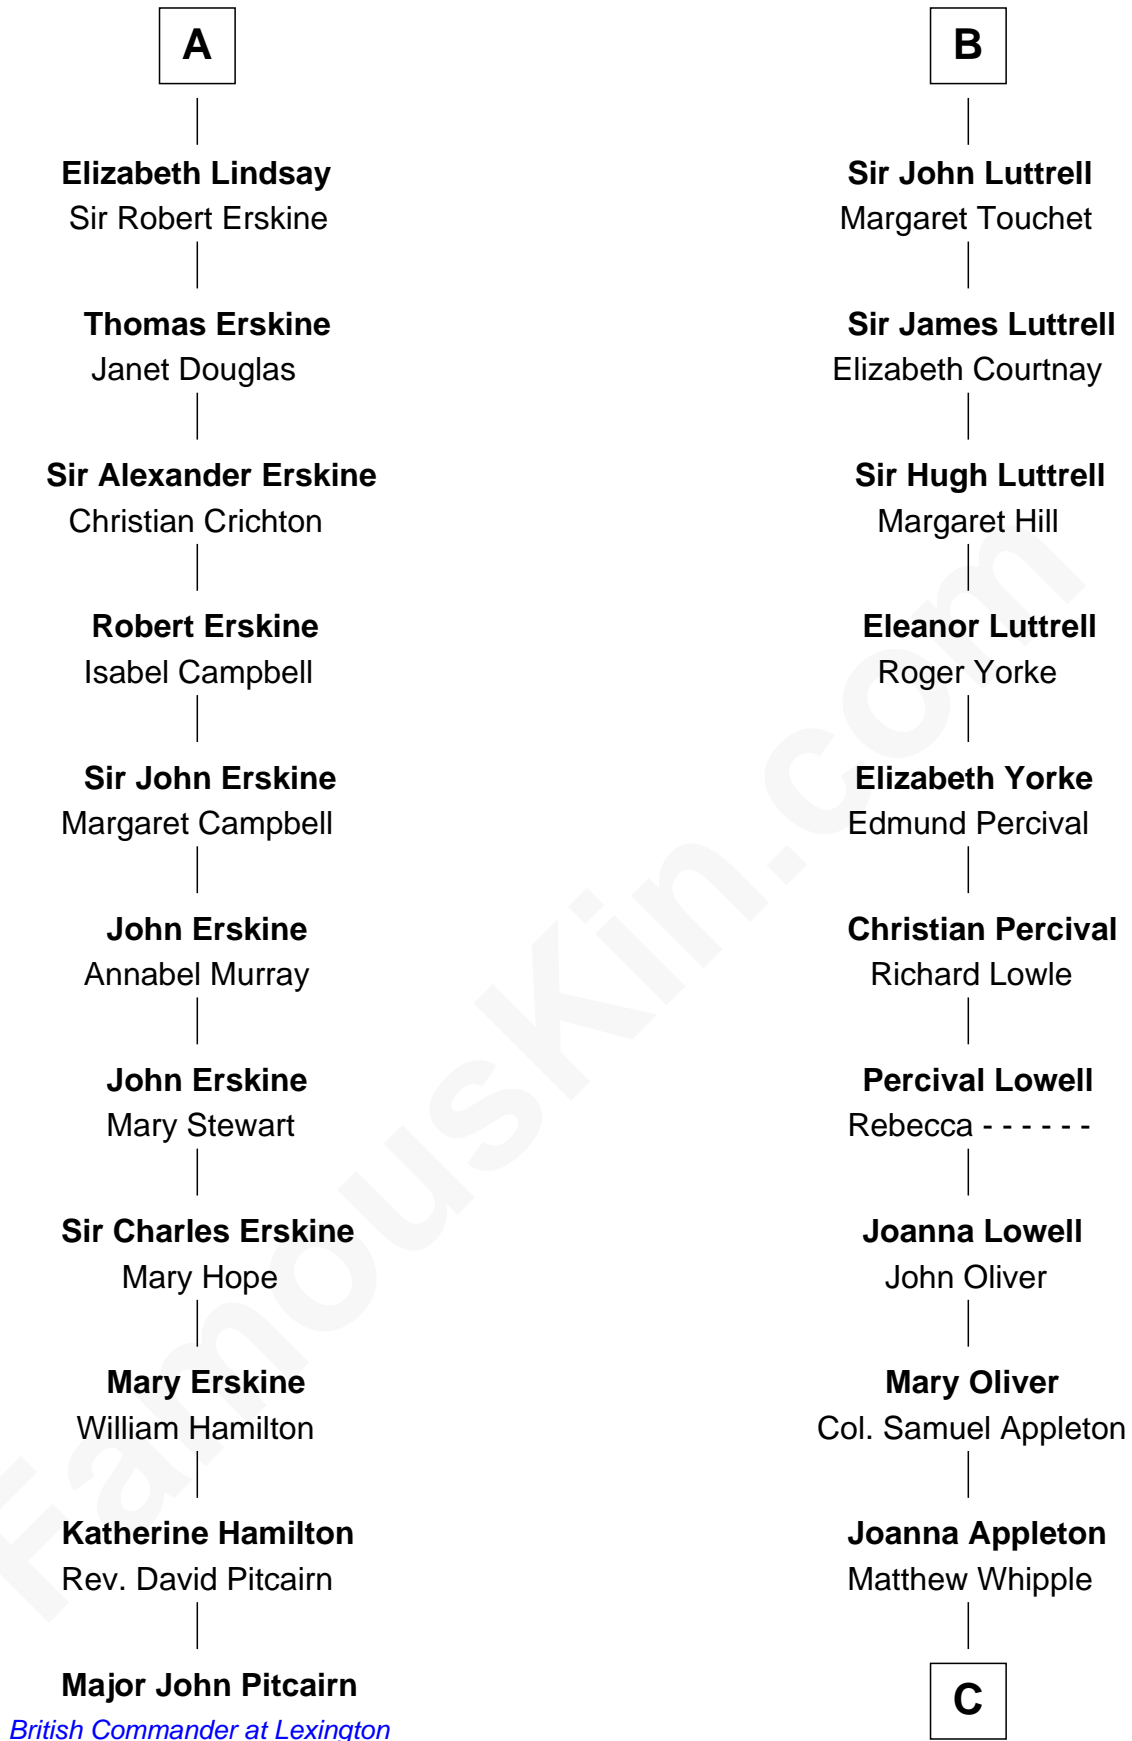 A
Elizabeth Lindsay
Sir Robert Erskine
Thomas Erskine
Janet Douglas
Sir Alexander Erskine
Christian Crichton
Robert Erskine
Isabel Campbell
Sir John Erskine
Margaret Campbell
John Erskine
Annabel Murray
John Erskine
Mary Stewart
Sir Charles Erskine
Mary Hope
Mary Erskine
William Hamilton
Katherine Hamilton
Rev. David Pitcairn
Major John Pitcairn
British Commander at Lexington
B
Sir John Luttrell
Margaret Touchet
Sir James Luttrell
Elizabeth Courtnay
Sir Hugh Luttrell
Margaret Hill
Eleanor Luttrell
Roger Yorke
Elizabeth Yorke
Edmund Percival
Christian Percival
Richard Lowle
Percival Lowell
Rebecca - - - - - -
Joanna Lowell
John Oliver
Mary Oliver
Col. Samuel Appleton
Joanna Appleton
Matthew Whipple
C
FamousKin.com